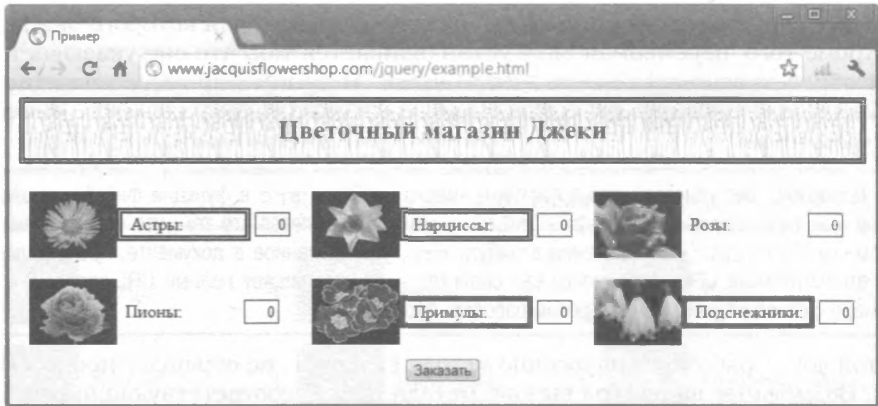 Пример
www.jacquisflowershop.com/jquery/example.html
Цветочный магазин Джеки
Астры: 0 Нарциссы: 0 Розы: 0
Пионы: 0 Примулы: 0 Подснежники: 0
Заказать